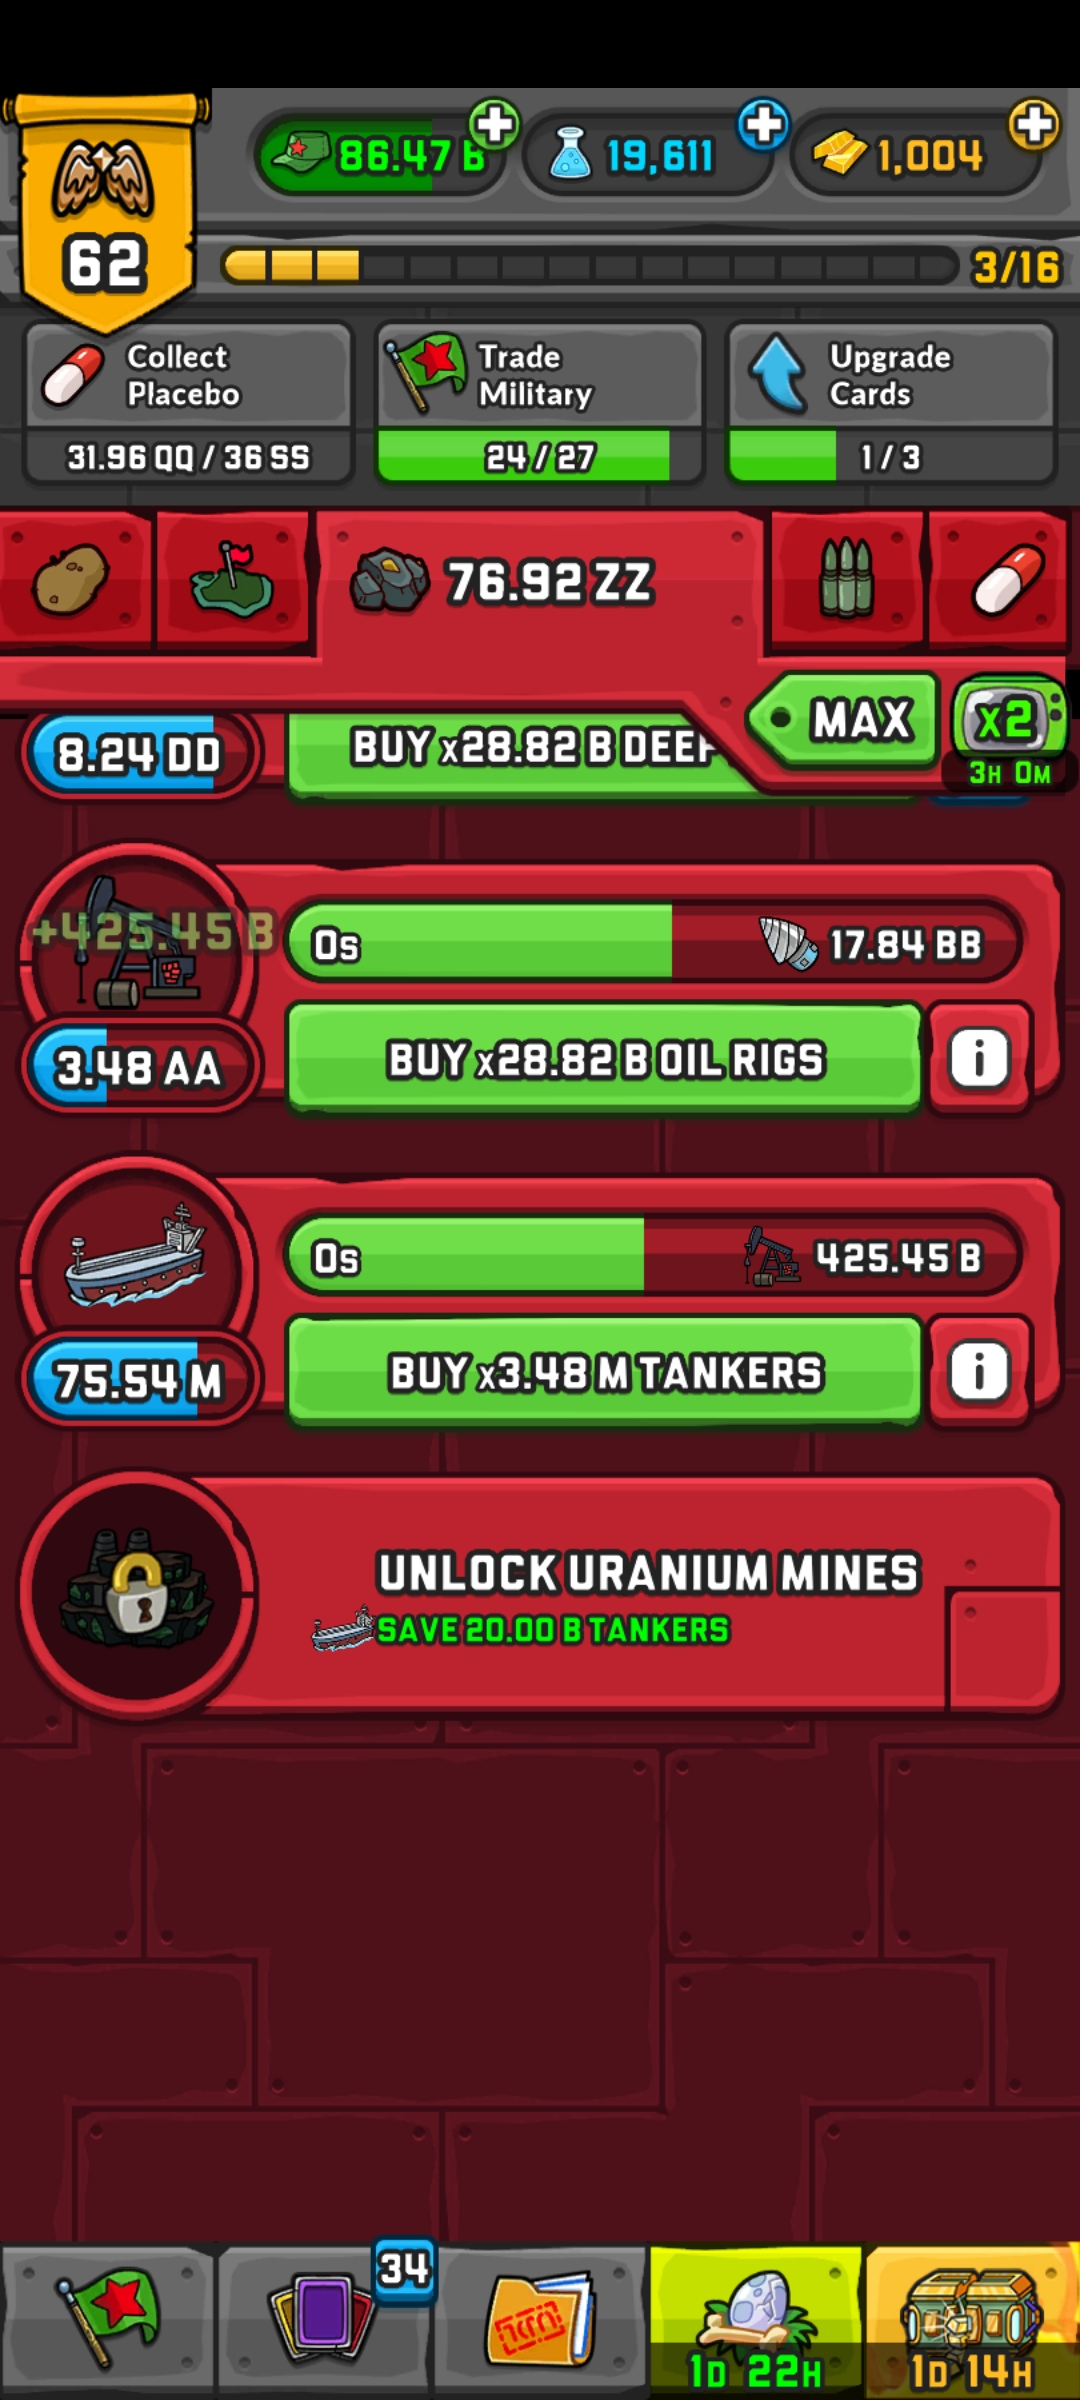 86.47 B
19,611
1,004
62
3/16
Collect
Placebo
31.96 QQ / 36 SS
Trade
Military
24 / 27
Upgrade
Cards
1 / 3
76.92 ZZ
MAX
x2
3H 0M
8.24 DD
BUY x28.82 B DEEP
+425.45 B
0s
17.84 BB
3.48 AA
BUY x28.82 B OIL RIGS
i
0s
425.45 B
75.54 M
BUY x3.48 M TANKERS
i
UNLOCK URANIUM MINES
SAVE 20.00 B TANKERS
34
1D 22H
1D 14H